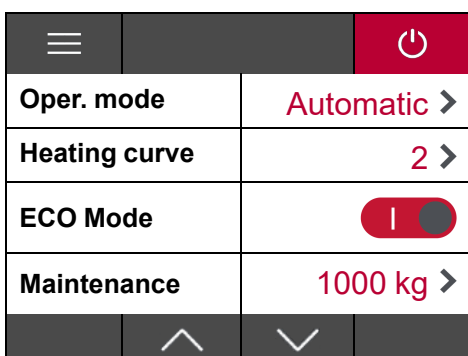 Oper. mode Automatic
Heating curve 2
ECO Mode
Maintenance 1000 kg